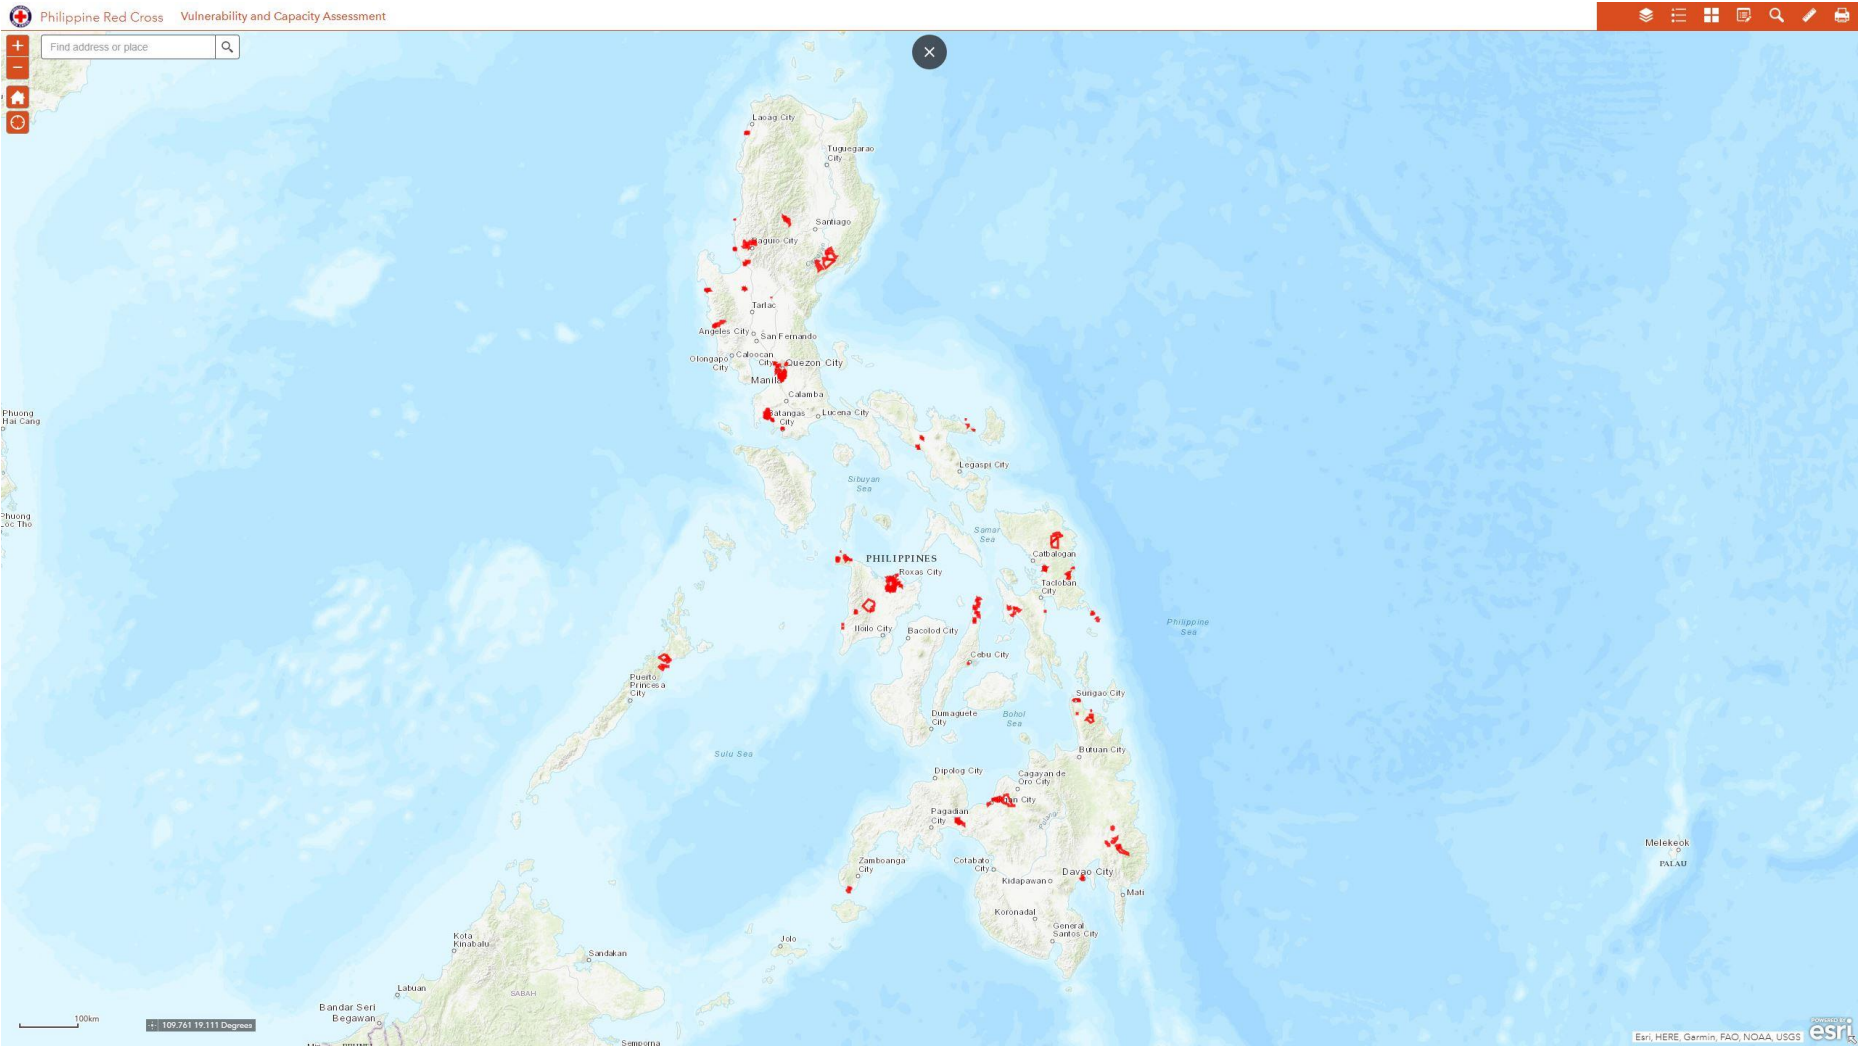 Philippine Red Cross
Vulnerability and Capacity Assessment
Find address or place
Laoag City
Tuguegarao
City
Santiago
aguio City
Tarlac
Angeles City
San Fernando
Olongapo
City
Caloocan
City
Quezon City
Manila
Calamba
Batangas
City
Lucena City
Phuong
Hai Cang
Legaspi City
Sibuyan
Sea
Phuong
Loc Tho
Samar
Sea
Catbalogan
PHILIPPINES
Roxas City
Tacloban
City
Philippine
Sea
Iloilo City
Bacolod City
Cebu City
Puerto
Princesa
City
Surigao City
Dumaguete
City
Bohol
Sea
Sulu Sea
Butuan City
Dipolog City
Cagayan de
Oro City
gan City
Pagadian
City
Melekeok
PALAU
Zamboanga
City
Cotabato
City
Davao City
Kidapawan
Mati
Koronadal
General
Santos City
Kota
Kinabalu
Jolo
Sandakan
Labuan
SABAH
Bandar Seri
Begawan
100km
109.761 19.111 Degrees
Semporna
POWERED BY
esri
Esri, HERE, Garmin, FAO, NOAA, USGS